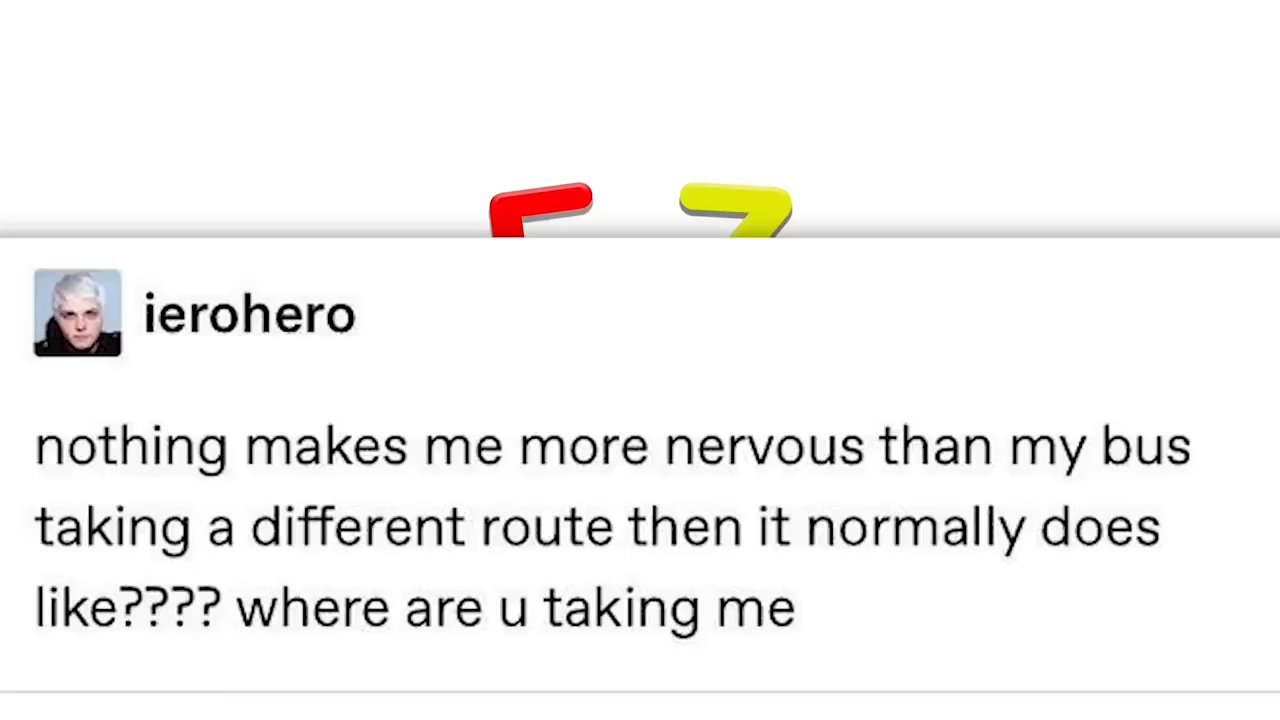 ierohero
nothing makes me more nervous than my bus
taking a different route then it normally does
like???? where are u taking me